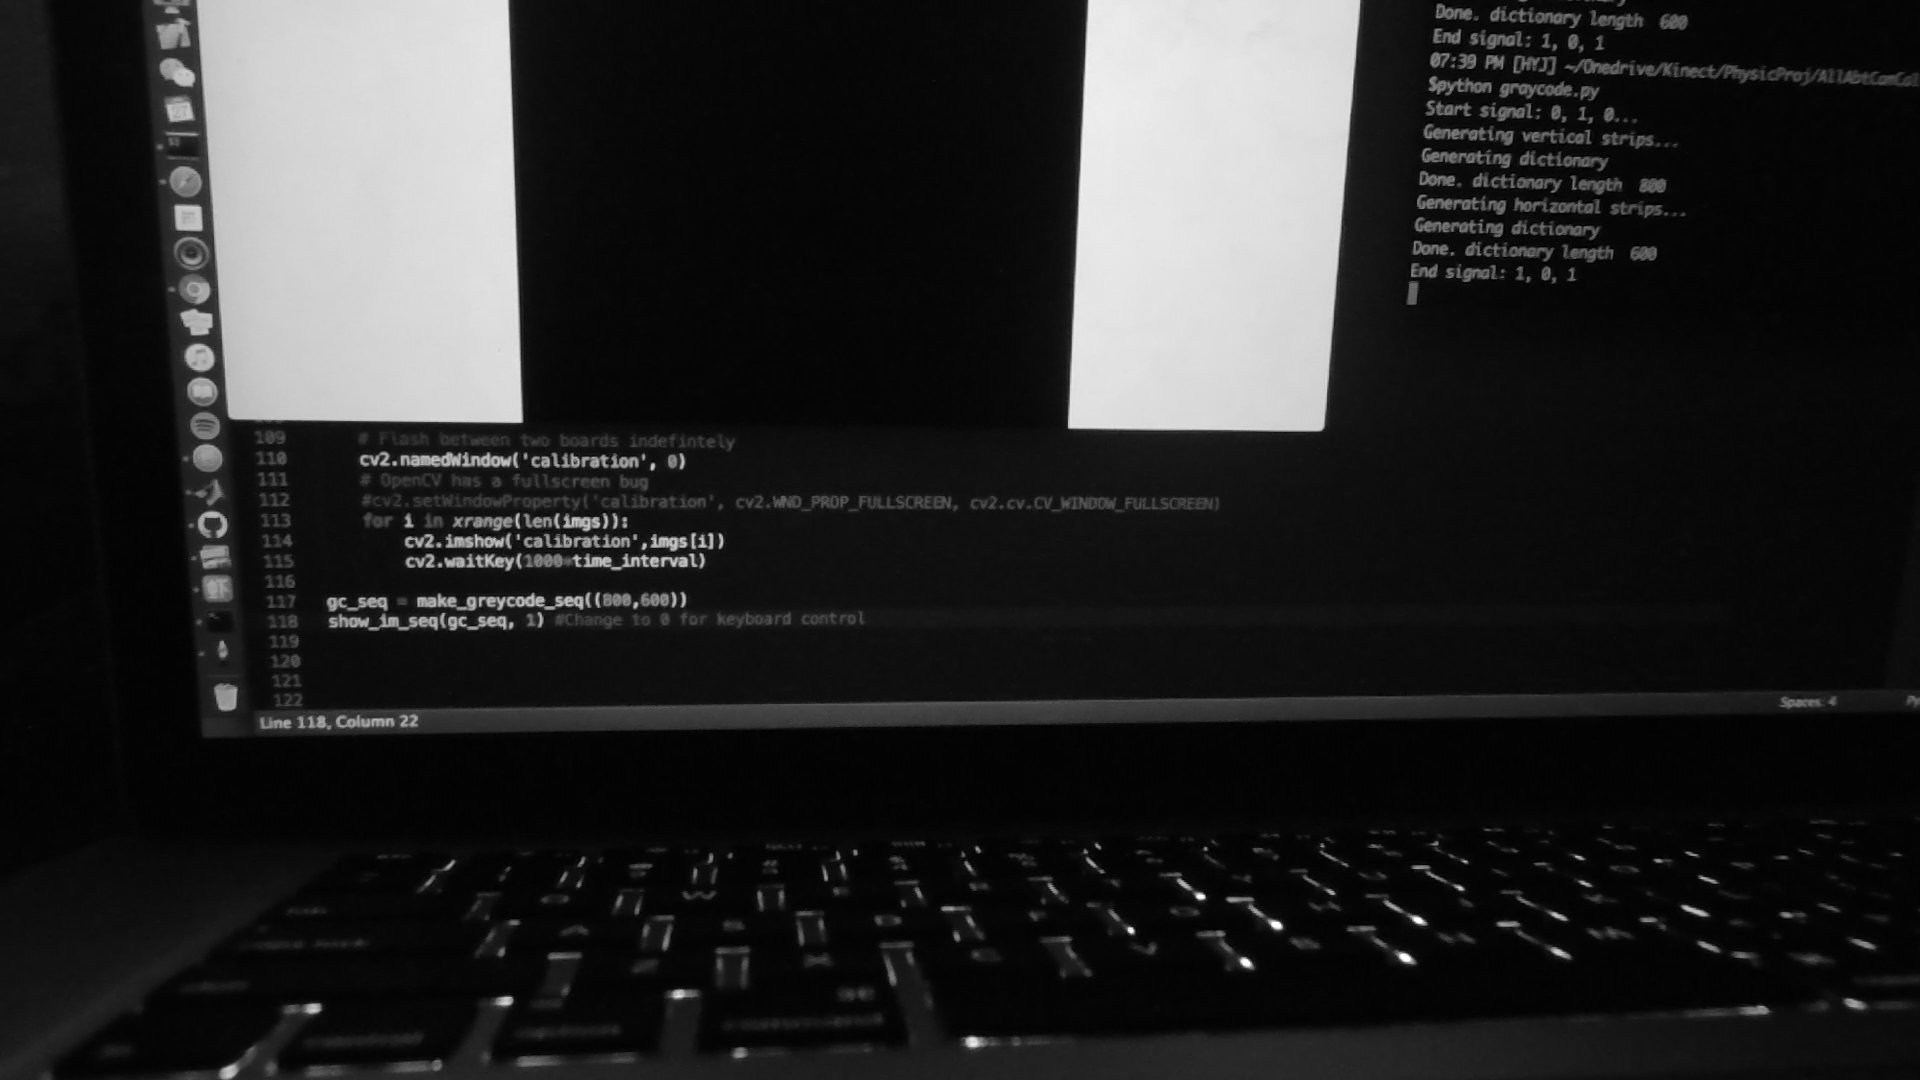 Done. dictionary length 600
End signal: 1, 0, 1
07:39 PM [HYJ] ~/Onedrive/Kinect/PhysicProj/AllAbtCamCal
$python graycode.py
Start signal: 0, 1, 0...
Generating vertical strips...
Generating dictionary
Done. dictionary length 800
Generating horizontal strips...
Generating dictionary
Done. dictionary length 600
End signal: 1, 0, 1
27
109 # Flash between two boards indefintely
110 cv2.namedWindow('calibration', 0)
111 # OpenCV has a fullscreen bug
112 #cv2.setWindowProperty('calibration', cv2.WND_PROP_FULLSCREEN, cv2.cv.CV_WINDOW_FULLSCREEN)
113 for i in xrange(len(imgs)):
114 cv2.imshow('calibration',imgs[i])
115 cv2.waitKey(1000*time_interval)
116
117 gc_seq = make_greycode_seq((800,600))
118 show_im_seq(gc_seq, 1) #Change to 0 for keyboard control
119
120
121
122
Line 118, Column 22
Spaces: 4
Py
W
A S D
Z X C V